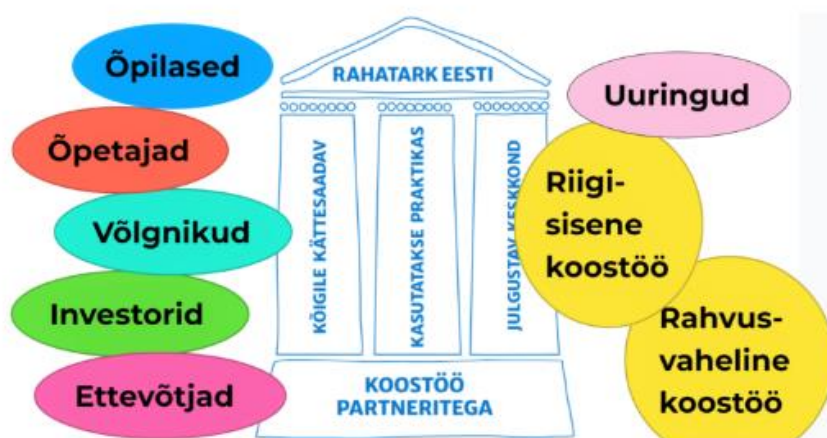 Õpilased
Õpetajad
Võlgnikud
Investorid
Ettevõtjad
RAHATARK EESTI
KÕIGILE KÄTTESAADAV
KASUTATAKSE PRAKTIKAS
JULGUSTAV KESKKOND
KOOSTÖÖ
PARTNERITEGA
Uuringud
Riigi-
sisene
koostöö
Rahvus-
vaheline
koostöö